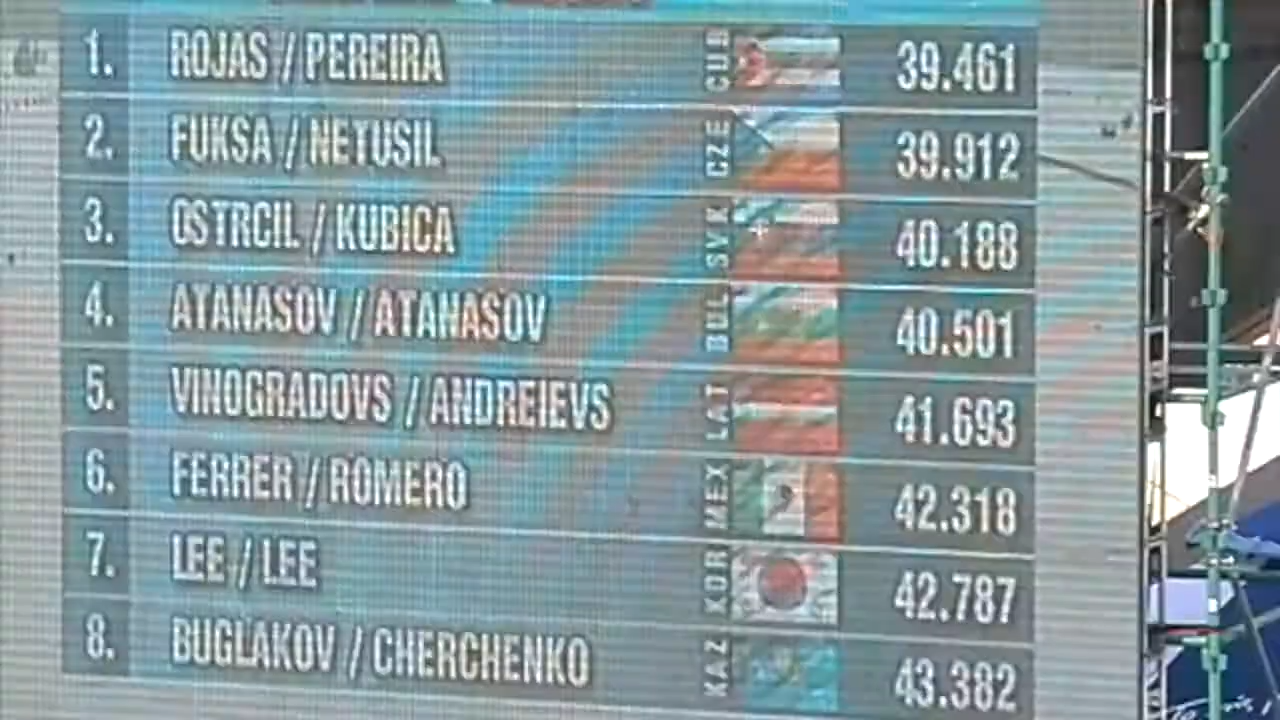 1. ROJAS / PEREIRA CUB 39.461
2. FUKSA / NETUSIL CZE 39.912
3. OSTRCIL / KUBICA SVK 40.188
4. ATANASOV / ATANASOV BUL 40.501
5. VINOGRADOVS / ANDREIEVS LAT 41.693
6. FERRER / ROMERO MEX 42.318
7. LEE / LEE KOR 42.787
8. BUGLAKOV / CHERCHENKO KAZ 43.382